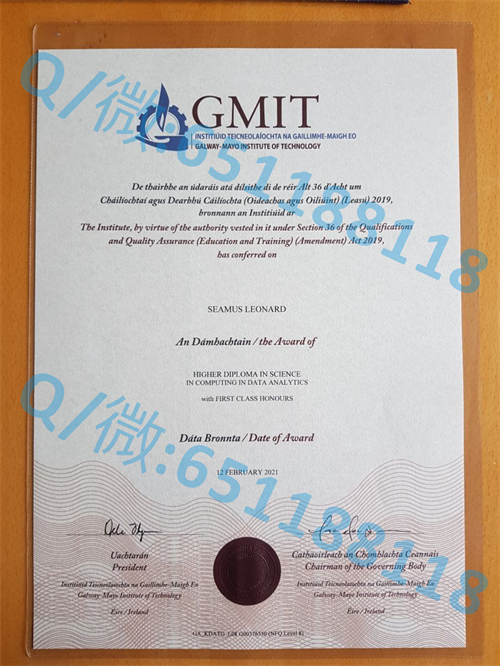 GMIT
INSTITIÚID TEICNEOLAÍOCHTA NA GAILLIMHE-MAIGH EO
GALWAY-MAYO INSTITUTE OF TECHNOLOGY
De thairbhe an údaráis atá dílsithe di de réir Alt 36 d'Acht um
Cháilíochtaí agus Dearbhú Cáilíochta (Oideachas agus Oiliúint) (Leasú) 2019,
bronnann an Institiúid ar
The Institute, by virtue of the authority vested in it under Section 36 of the Qualifications
and Quality Assurance (Education and Training) (Amendment) Act 2019,
has conferred on
SEAMUS LEONARD
An Dámhachtain / the Award of
HIGHER DIPLOMA IN SCIENCE
IN COMPUTING IN DATA ANALYTICS
with FIRST CLASS HONOURS
Dáta Bronnta / Date of Award
12 FEBRUARY 2021
Uachtarán
President
Institiúid Teicneolaíochta na Gaillimhe-Maigh Eo
Galway-Mayo Institute of Technology
Éire / Ireland
Cathaoirleach an Chomhlachta Ceannais
Chairman of the Governing Body
Institiúid Teicneolaíochta na Gaillimhe-Maigh Eo
Galway-Mayo Institute of Technology
Éire / Ireland
GA_KDATG_L08 G00376550 (NFQ Level 8)
Q/微:651188118
Q/微:651188118